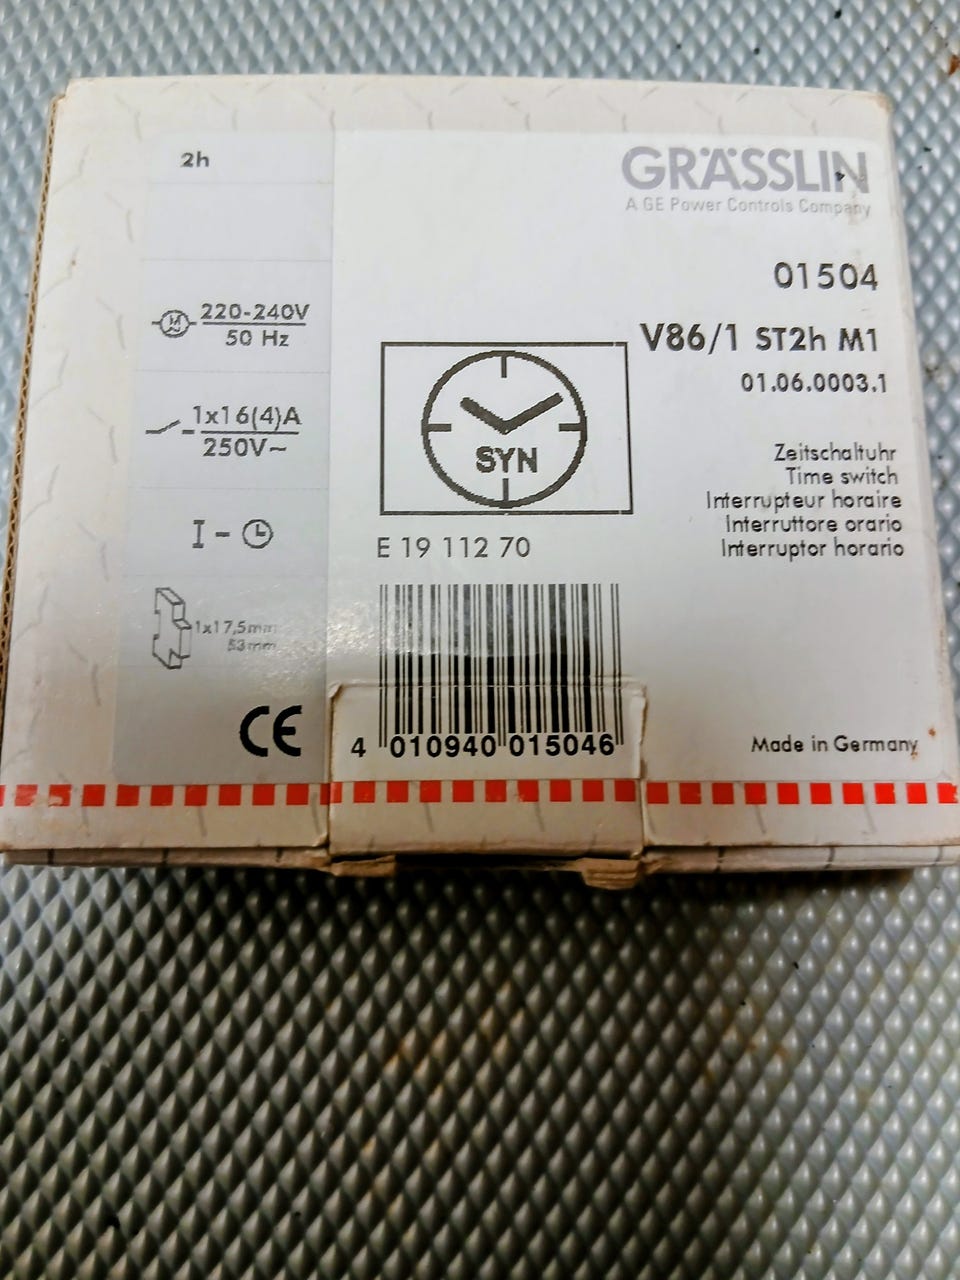 2h
220-240V
50 Hz
1x16(4)A
250V~
I -
1x17,5mm
53mm
CE
GRÄSSLIN
A GE Power Controls Company
01504
V86/1 ST2h M1
01.06.0003.1
SYN
E 19 112 70
Zeitschaltuhr
Time switch
Interrupteur horaire
Interruttore orario
Interruptor horario
4 010940 015046
Made in Germany